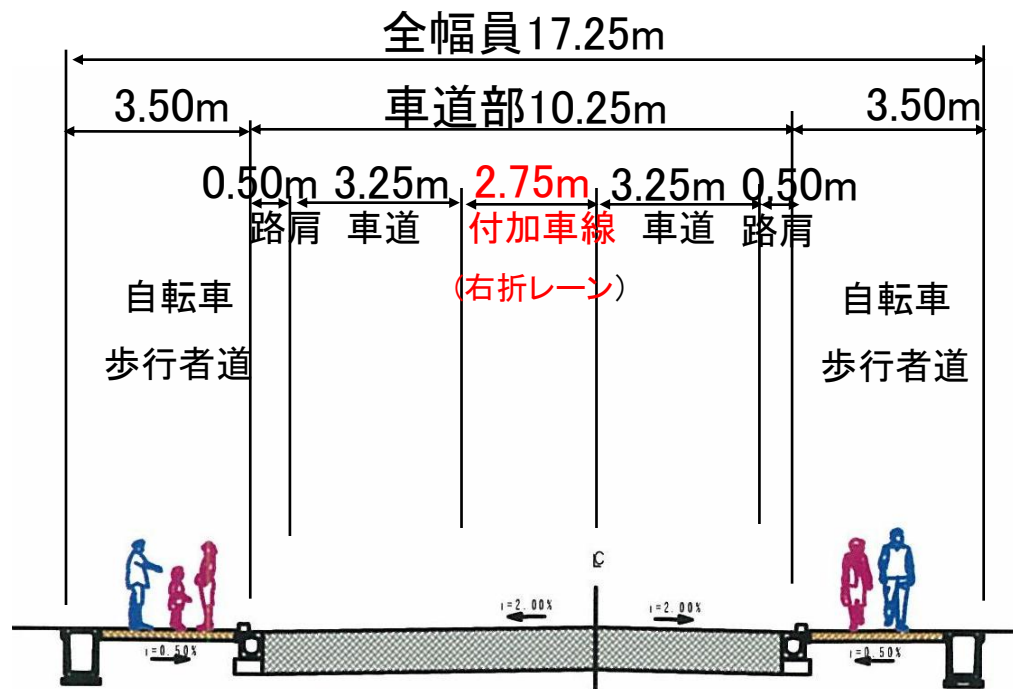 全幅員17.25m
3.50m
車道部10.25m
3.50m
0.50m
3.25m
2.75m
3.25m
0.50m
路肩
車道
付加車線
車道
路肩
(右折レーン)
自転車
歩行者道
自転車
歩行者道
℄
i=2.00%
i=2.00%
i=0.50%
i=0.50%